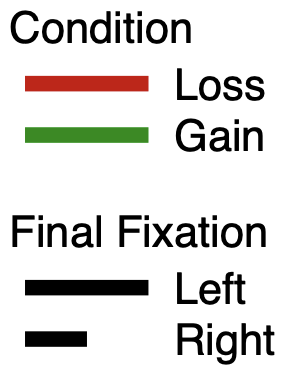 Condition
Loss
Gain
Final Fixation
Left
Right